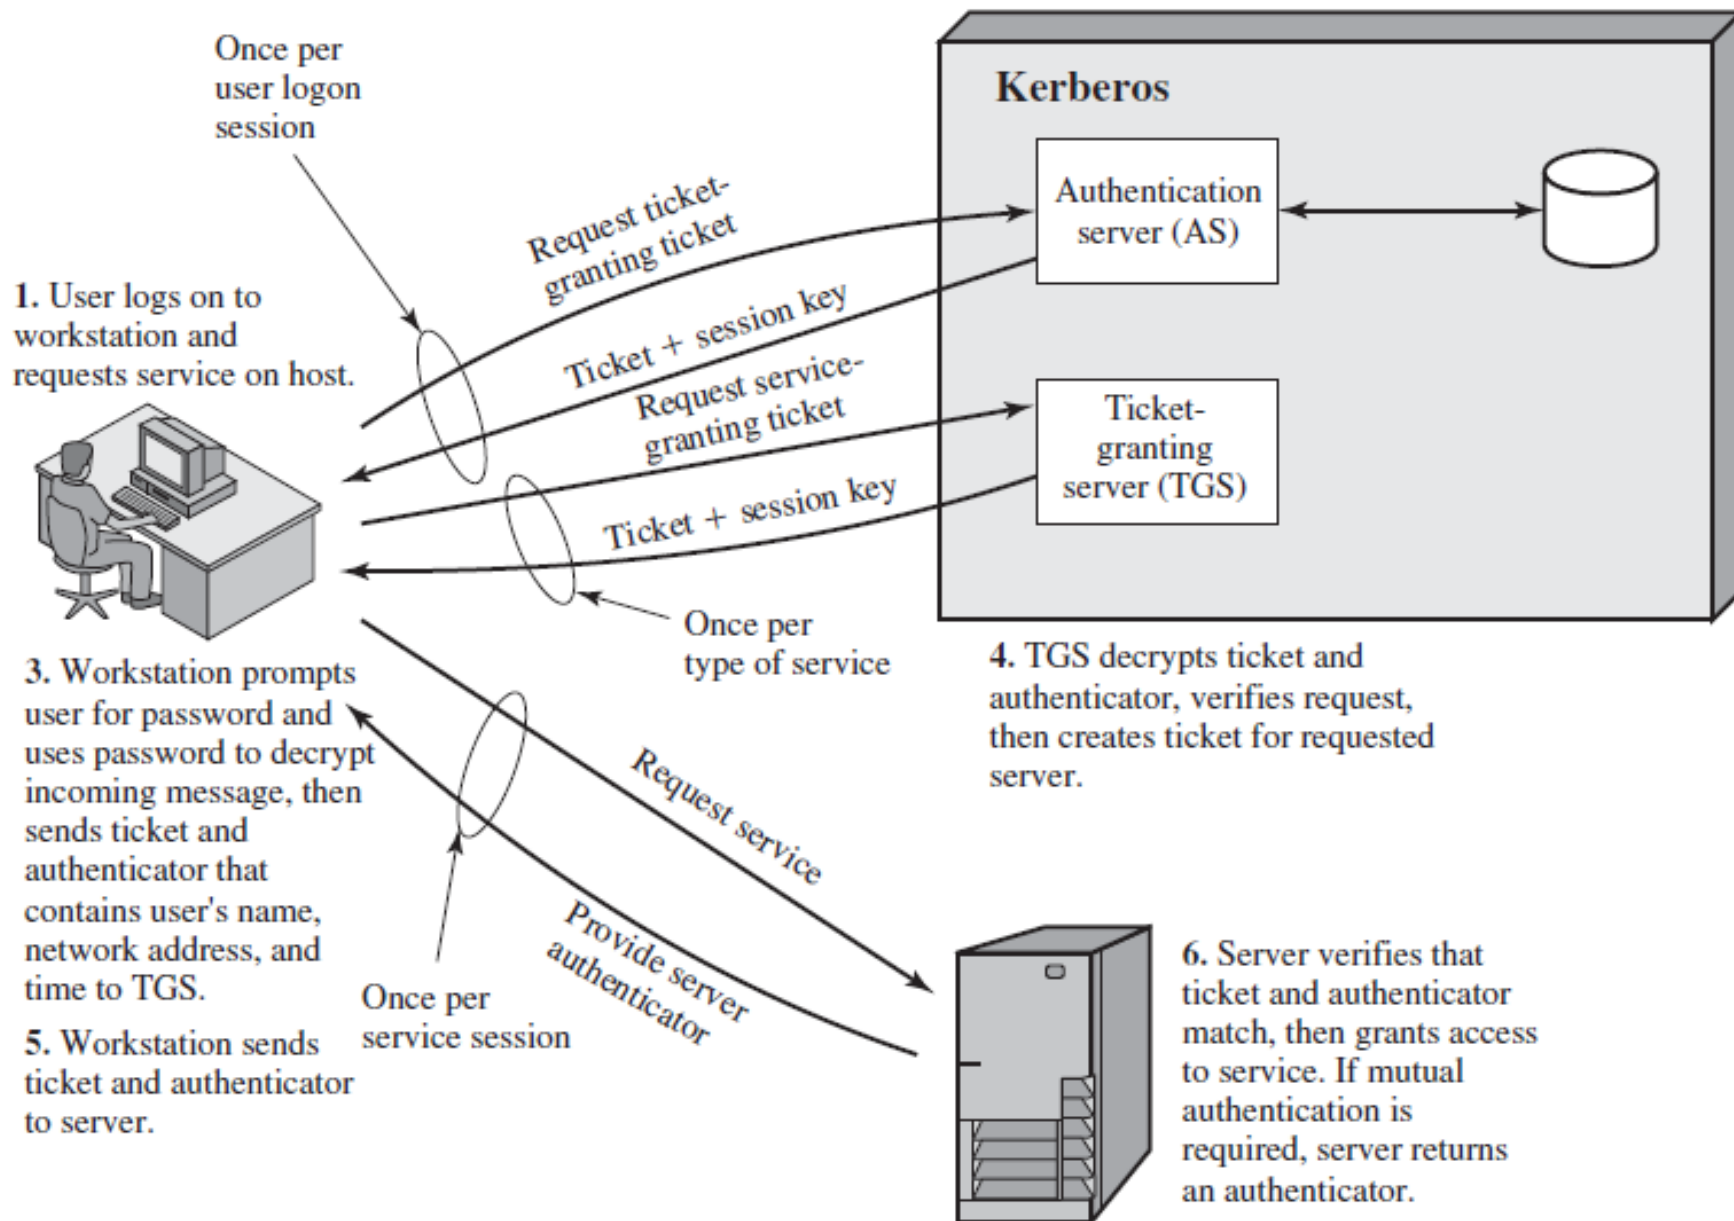 Once per
user logon
session
Kerberos
Request ticket-
granting ticket
Authentication
server (AS)
1. User logs on to
workstation and
requests service on host.
Ticket + session key
Request service-
granting ticket
Ticket-
granting
server (TGS)
Ticket + session key
Once per
type of service
3. Workstation prompts
user for password and
uses password to decrypt
incoming message, then
sends ticket and
authenticator that
contains user's name,
network address, and
time to TGS.
4. TGS decrypts ticket and
authenticator, verifies request,
then creates ticket for requested
server.
Request service
Provide server
authenticator
Once per
service session
5. Workstation sends
ticket and authenticator
to server.
6. Server verifies that
ticket and authenticator
match, then grants access
to service. If mutual
authentication is
required, server returns
an authenticator.